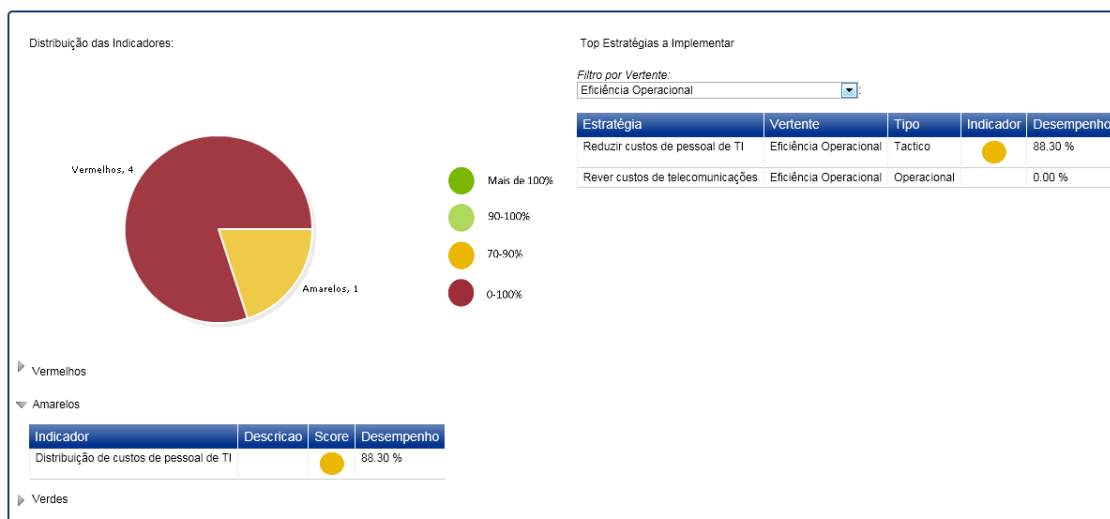 Distribuição das Indicadores:
Vermelhos, 4
Amarelos, 1
Mais de 100%
90-100%
70-90%
0-100%
Top Estratégias a Implementar
Filtro por Vertente:
Eficiência Operacional :
Estratégia Vertente Tipo Indicador Desempenho
Reduzir custos de pessoal de TI Eficiência Operacional Tactico 88.30 %
Rever custos de telecomunicações Eficiência Operacional Operacional 0.00 %
Vermelhos
Amarelos
Indicador Descricao Score Desempenho
Distribuição de custos de pessoal de TI 88.30 %
Verdes